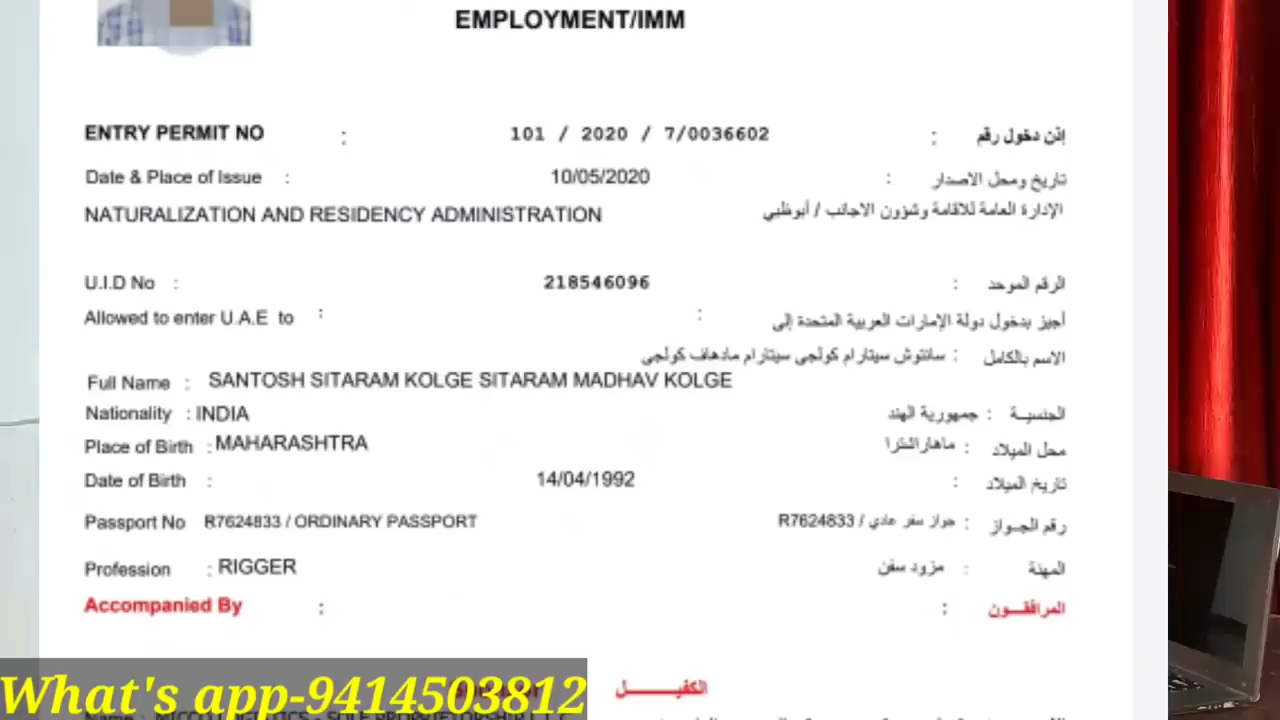 EMPLOYMENT/IMM
ENTRY PERMIT NO : 101 / 2020 / 7/0036602 : إذن دخول رقم
Date & Place of Issue : 10/05/2020 : تاريخ ومحل الاصدار
NATURALIZATION AND RESIDENCY ADMINISTRATION الإدارة العامة للاقامة وشؤون الاجانب / أبوظبي
U.I.D No : 218546096 : الرقم الموحد
Allowed to enter U.A.E to : : أجيز بدخول دولة الإمارات العربية المتحدة إلى
الاسم بالكامل : سانتوش سيتارام كولجى سيتارام مادهاف كولجى
Full Name : SANTOSH SITARAM KOLGE SITARAM MADHAV KOLGE
Nationality : INDIA الجنسية : جمهورية الهند
Place of Birth : MAHARASHTRA محل الميلاد : ماهاراشترا
Date of Birth : 14/04/1992 : تاريخ الميلاد
Passport No R7624833 / ORDINARY PASSPORT رقم الجواز : جواز سفر عادي / R7624833
Profession : RIGGER المهنة : مزود سفن
Accompanied By : : المرافقون
الكفيل
What's app-9414503812